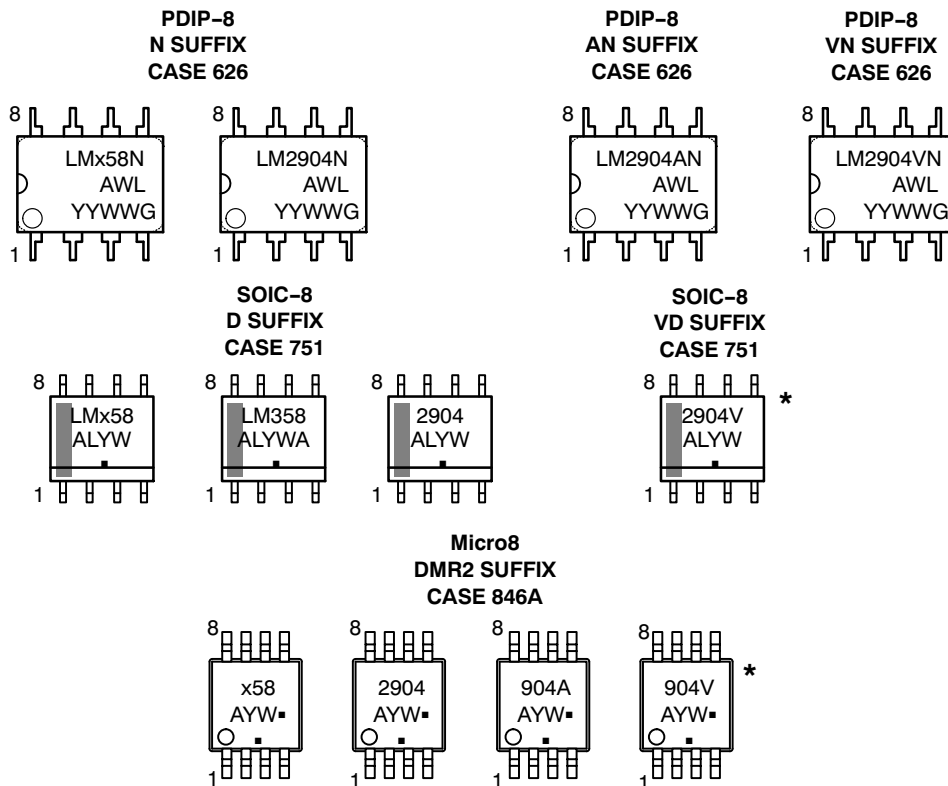 PDIP−8
N SUFFIX
CASE 626
PDIP−8
AN SUFFIX
CASE 626
PDIP−8
VN SUFFIX
CASE 626
8
LMx58N
AWL
YYWWG
1
8
LM2904N
AWL
YYWWG
1
8
LM2904AN
AWL
YYWWG
1
8
LM2904VN
AWL
YYWWG
1
SOIC−8
D SUFFIX
CASE 751
SOIC−8
VD SUFFIX
CASE 751
8
LMx58
ALYW
1
8
LM358
ALYWA
1
8
2904
ALYW
1
8
2904V
ALYW
1
*
Micro8
DMR2 SUFFIX
CASE 846A
8
x58
AYW▪
1
8
2904
AYW▪
1
8
904A
AYW▪
1
8
904V
AYW▪
1
*